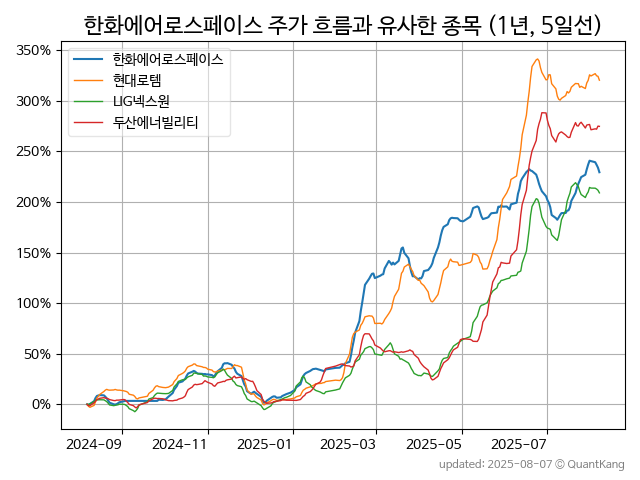 한화에어로스페이스 주가 흐름과 유사한 종목 (1년, 5일선)
350%
300%
250%
200%
150%
100%
50%
0%
한화에어로스페이스
현대로템
LIG넥스원
두산에너빌리티
2024-09
2024-11
2025-01
2025-03
2025-05
2025-07
updated: 2025-08-07 © QuantKang